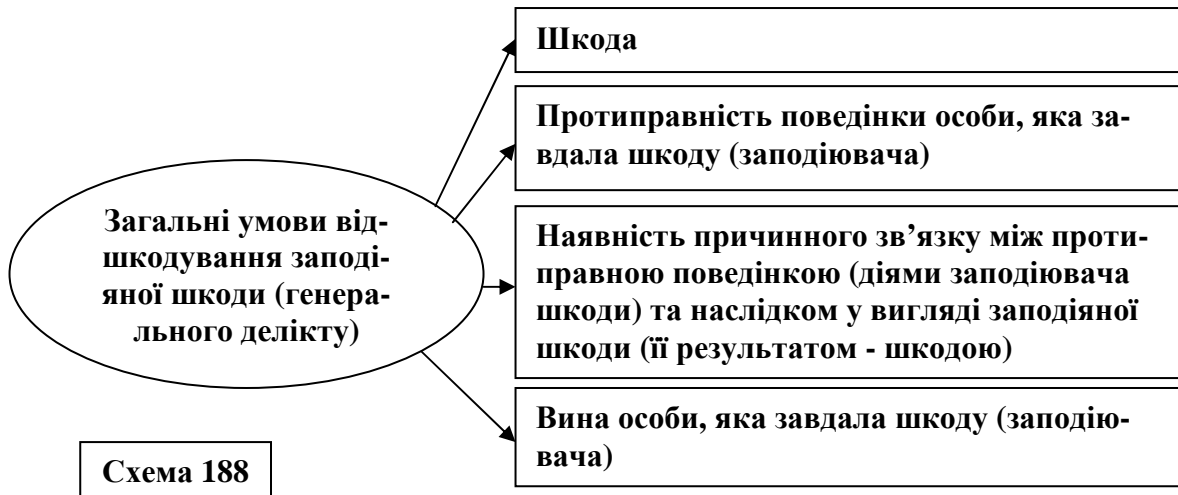 Загальні умови від-
шкодування заподі-
яної шкоди (генера-
льного делікту)
Шкода
Протиправність поведінки особи, яка за-
вдала шкоду (заподіювача)
Наявність причинного зв’язку між проти-
правною поведінкою (діями заподіювача
шкоди) та наслідком у вигляді заподіяної
шкоди (її результатом - шкодою)
Вина особи, яка завдала шкоду (заподію-
вача)
Схема 188